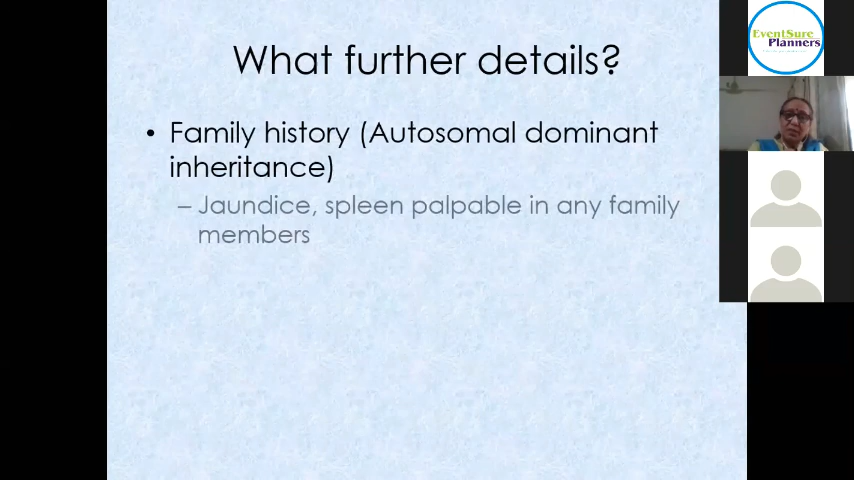 What further details?
• Family history (Autosomal dominant
inheritance)
– Jaundice, spleen palpable in any family
members
EventSure
Planners